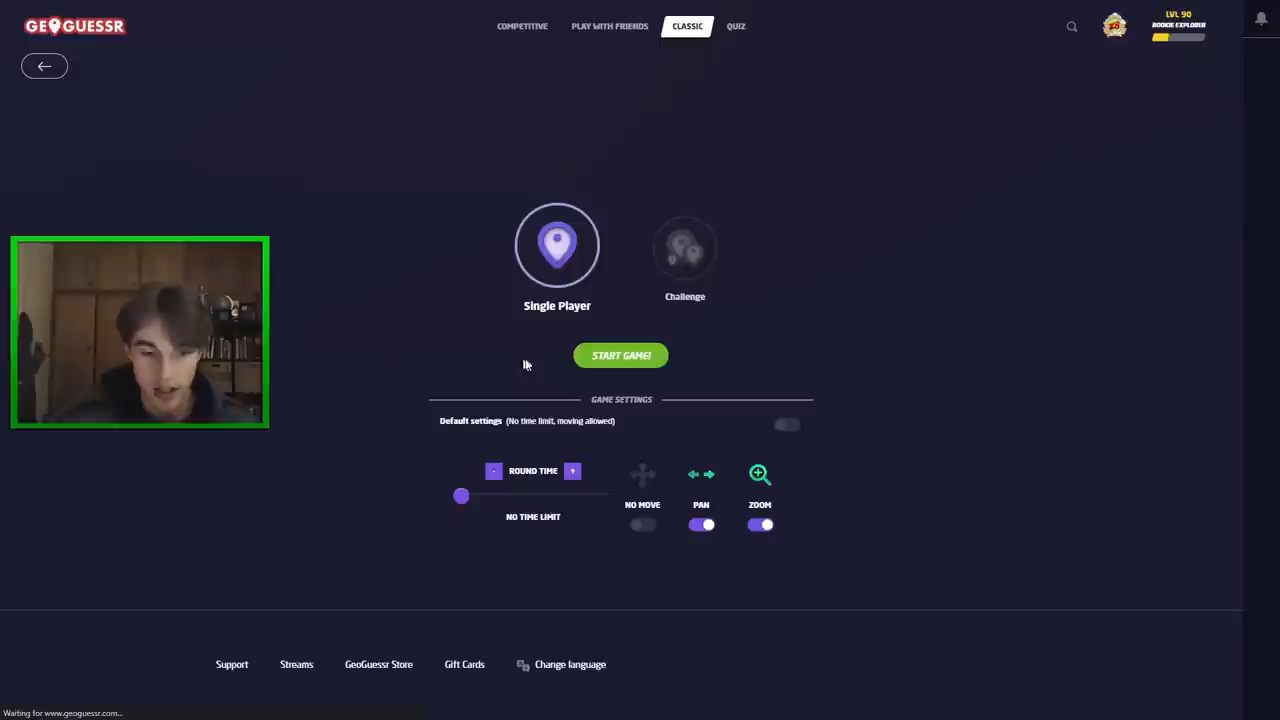 GEOGUESSR
COMPETITIVE
PLAY WITH FRIENDS
CLASSIC
QUIZ
LVL 90
ROOKIE EXPLORER
Single Player
Challenge
START GAME!
GAME SETTINGS
Default settings (No time limit, moving allowed)
- ROUND TIME +
NO TIME LIMIT
NO MOVE
PAN
ZOOM
Support
Streams
GeoGuessr Store
Gift Cards
Change language
Waiting for www.geoguessr.com...